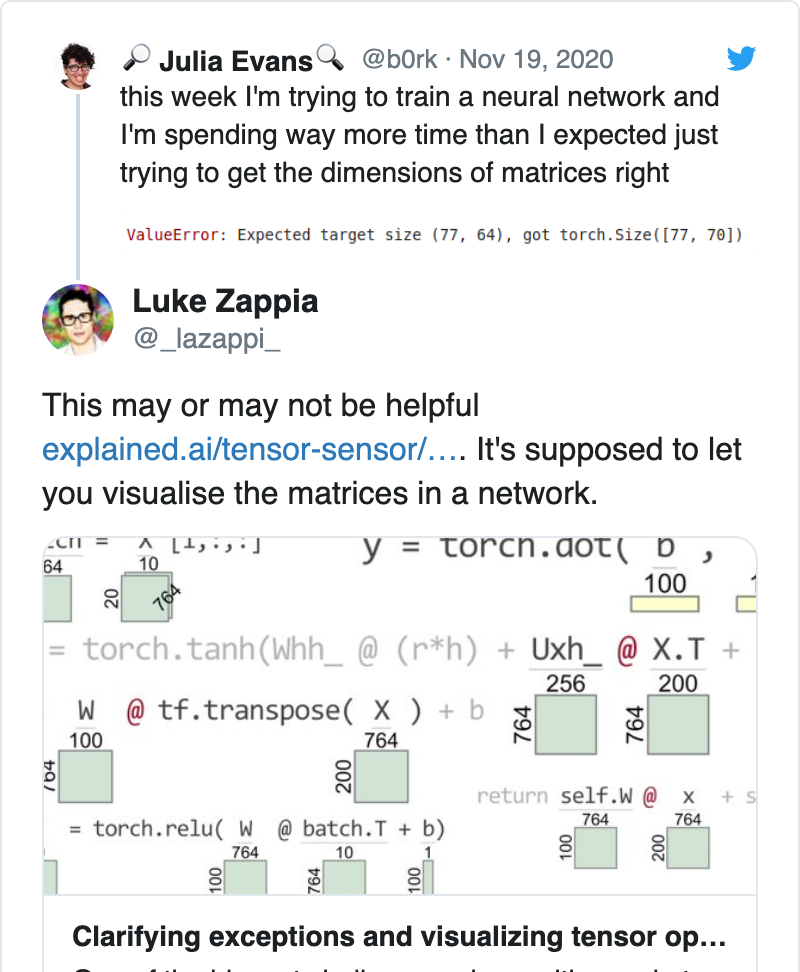 Julia Evans @b0rk · Nov 19, 2020
this week I'm trying to train a neural network and
I'm spending way more time than I expected just
trying to get the dimensions of matrices right
ValueError: Expected target size (77, 64), got torch.Size([77, 70])
Luke Zappia
@_lazappi_
This may or may not be helpful
explained.ai/tensor-sensor/…. It's supposed to let
you visualise the matrices in a network.
= X [1,:,:]
y = torch.dot( b ,
64
10
100
20
764
= torch.tanh(Whh_ @ (r*h) + Uxh_ @ X.T +
256
200
764
764
W @ tf.transpose( X ) + b
100
764
764
200
return self.W @ x + s
764
764
100
200
= torch.relu( W @ batch.T + b)
764
10
1
100
764
100
Clarifying exceptions and visualizing tensor op...